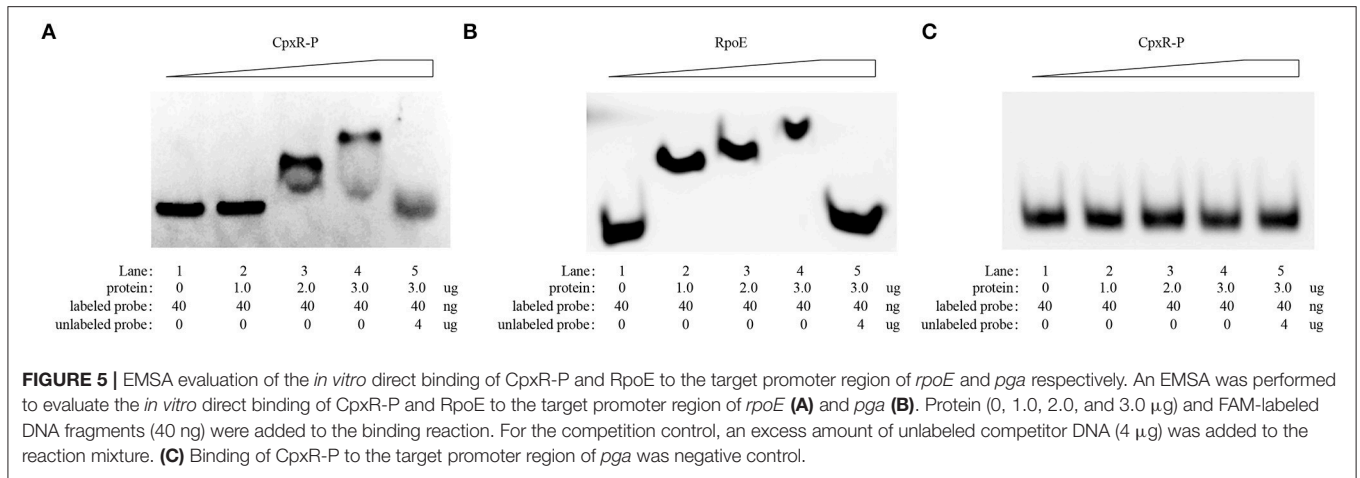 A
CpxR-P
Lane: 1 2 3 4 5
protein: 0 1.0 2.0 3.0 3.0 ug
labeled probe: 40 40 40 40 40 ng
unlabeled probe: 0 0 0 0 4 ug
B
RpoE
Lane: 1 2 3 4 5
protein: 0 1.0 2.0 3.0 3.0 ug
labeled probe: 40 40 40 40 40 ng
unlabeled probe: 0 0 0 0 4 ug
C
CpxR-P
Lane: 1 2 3 4 5
protein: 0 1.0 2.0 3.0 3.0 ug
labeled probe: 40 40 40 40 40 ng
unlabeled probe: 0 0 0 0 4 ug
FIGURE 5 | EMSA evaluation of the in vitro direct binding of CpxR-P and RpoE to the target promoter region of rpoE and pga respectively. An EMSA was performed
to evaluate the in vitro direct binding of CpxR-P and RpoE to the target promoter region of rpoE (A) and pga (B). Protein (0, 1.0, 2.0, and 3.0 μg) and FAM-labeled
DNA fragments (40 ng) were added to the binding reaction. For the competition control, an excess amount of unlabeled competitor DNA (4 μg) was added to the
reaction mixture. (C) Binding of CpxR-P to the target promoter region of pga was negative control.